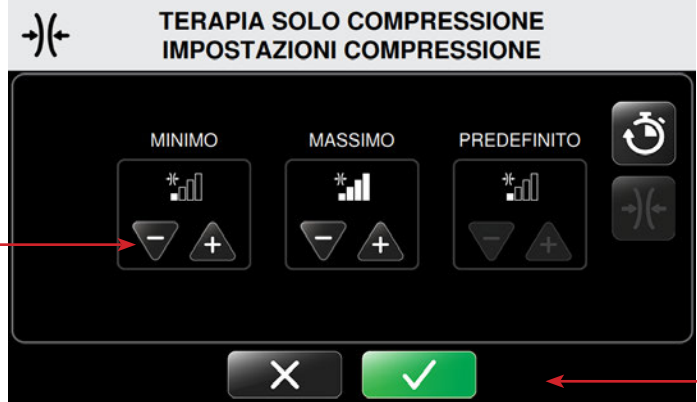 TERAPIA SOLO COMPRESSIONE
IMPOSTAZIONI COMPRESSIONE
MINIMO MASSIMO PREDEFINITO